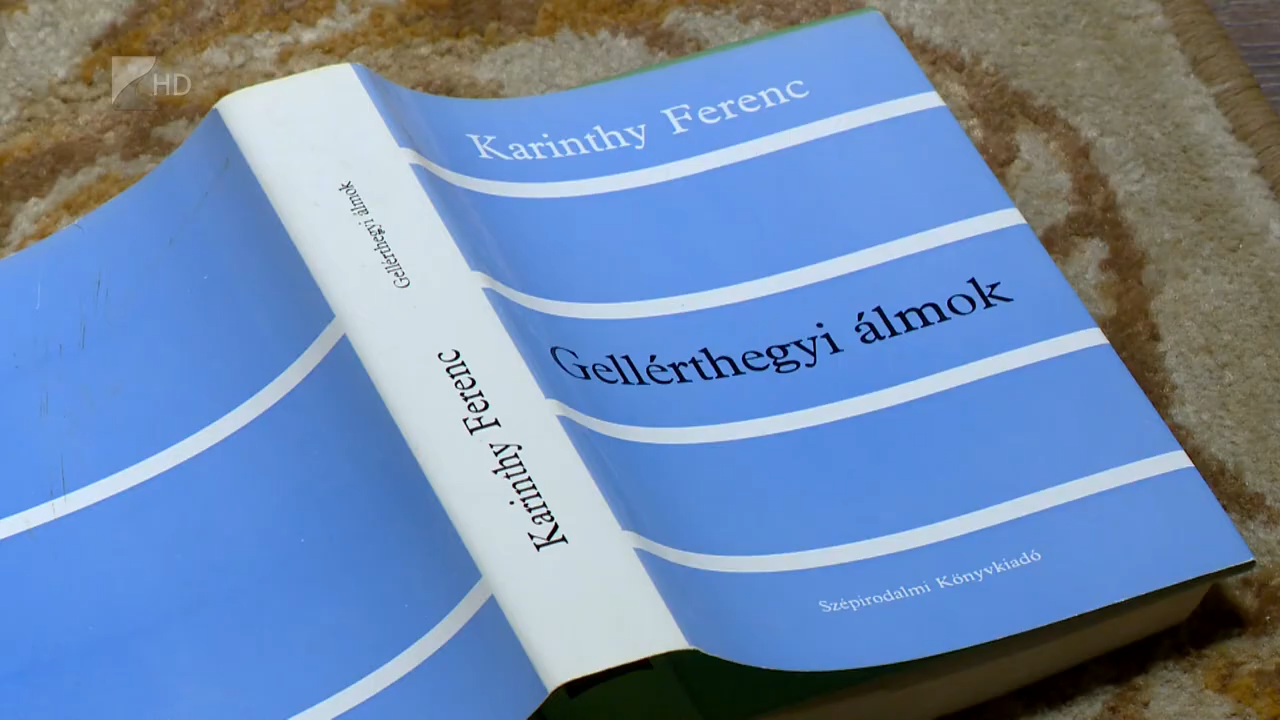 HD
Karinthy Ferenc
Gellérthegyi álmok
Szépirodalmi Könyvkiadó
Karinthy Ferenc
Gellérthegyi álmok